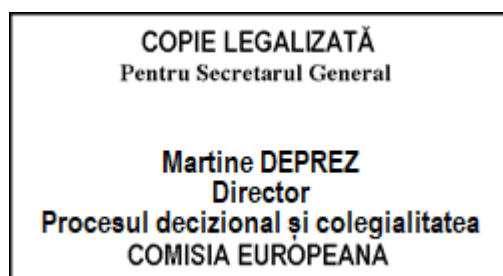 COPIE LEGALIZATĂ
Pentru Secretarul General
Martine DEPREZ
Director
Procesul decizional și colegialitatea
COMISIA EUROPEANA